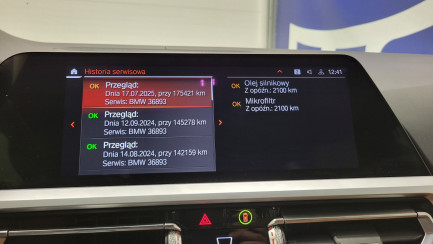 Historia serwisowa
12:41
OK Przegląd:
Dnia 17.07.2025, przy 175421 km
Serwis: BMW 36893
OK Przegląd:
Dnia 12.09.2024, przy 145278 km
Serwis: BMW 36893
OK Przegląd:
Dnia 14.08.2024, przy 142159 km
Serwis: BMW 36893
OK Olej silnikowy
Z opóźn.: 2100 km
OK Mikrofiltr
Z opóźn.: 2100 km